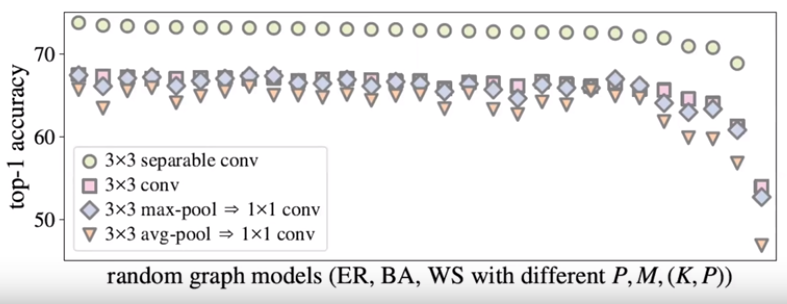 top-1 accuracy
70
60
50
3×3 separable conv
3×3 conv
3×3 max-pool ⇒ 1×1 conv
3×3 avg-pool ⇒ 1×1 conv
random graph models (ER, BA, WS with different P, M, (K, P))